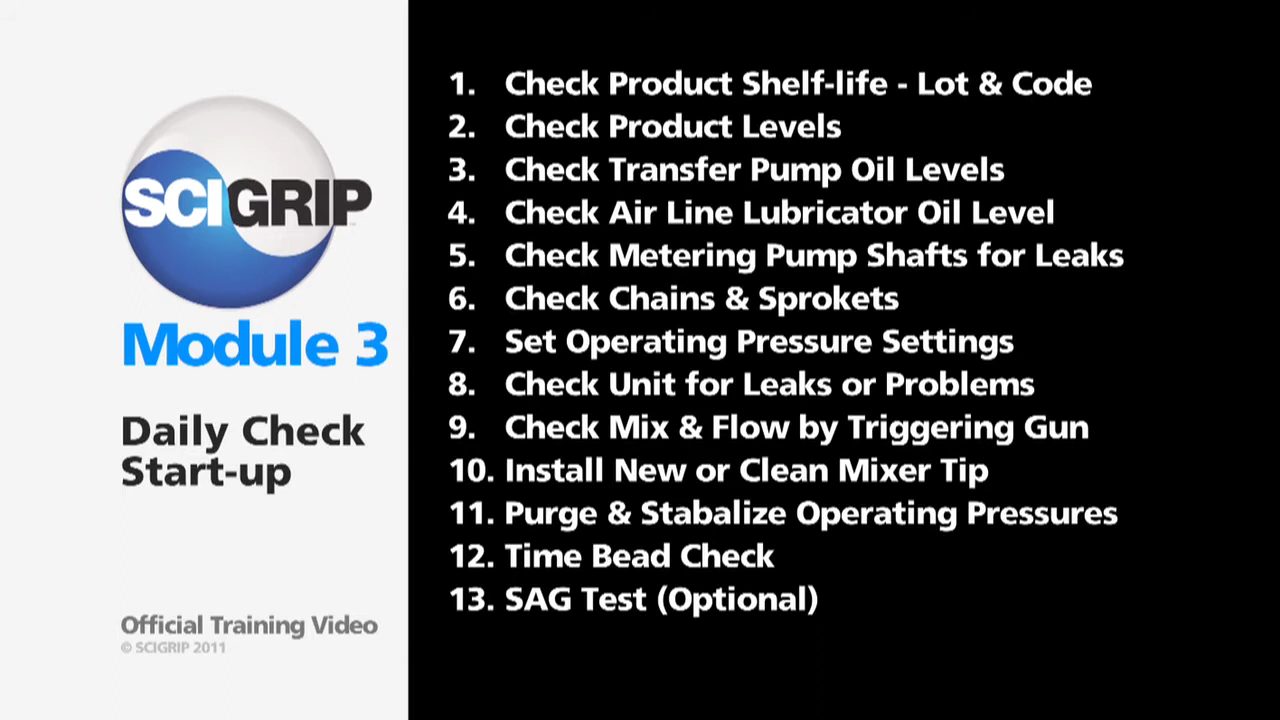 SCIGRIP
Module 3
Daily Check
Start-up
Official Training Video
© SCIGRIP 2011
1. Check Product Shelf-life - Lot & Code
2. Check Product Levels
3. Check Transfer Pump Oil Levels
4. Check Air Line Lubricator Oil Level
5. Check Metering Pump Shafts for Leaks
6. Check Chains & Sprokets
7. Set Operating Pressure Settings
8. Check Unit for Leaks or Problems
9. Check Mix & Flow by Triggering Gun
10. Install New or Clean Mixer Tip
11. Purge & Stabalize Operating Pressures
12. Time Bead Check
13. SAG Test (Optional)